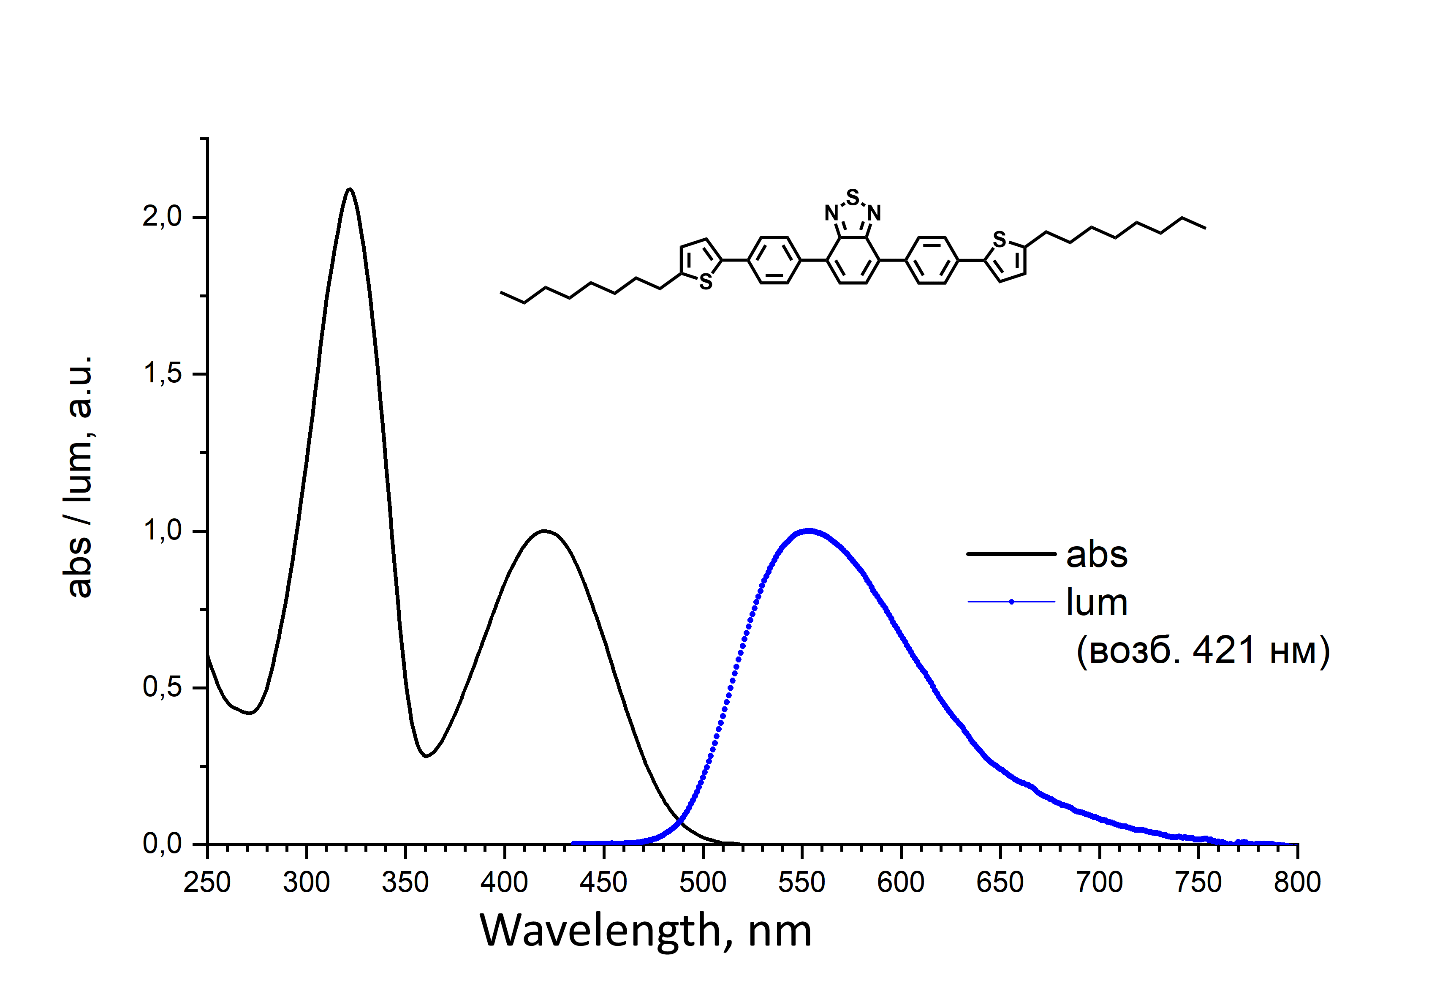 2,0
1,5
1,0
0,5
0,0
abs / lum, a.u.
S
N N
S
S
abs
lum
(возб. 421 нм)
250 300 350 400 450 500 550 600 650 700 750 800
Wavelength, nm